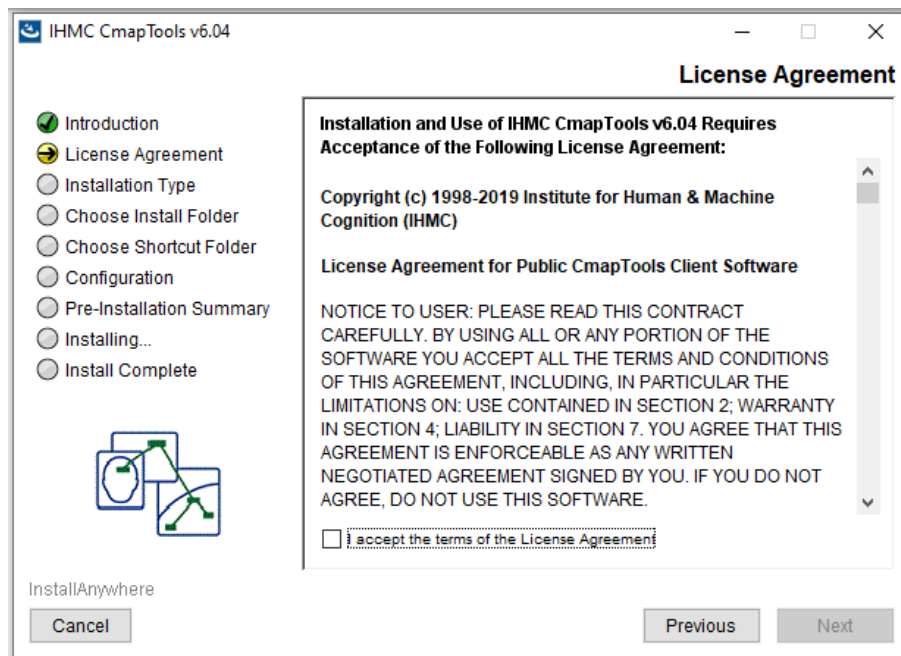 IHMC CmapTools v6.04
License Agreement
Introduction
License Agreement
Installation Type
Choose Install Folder
Choose Shortcut Folder
Configuration
Pre-Installation Summary
Installing...
Install Complete
Installation and Use of IHMC CmapTools v6.04 Requires
Acceptance of the Following License Agreement:
Copyright (c) 1998-2019 Institute for Human & Machine
Cognition (IHMC)
License Agreement for Public CmapTools Client Software
NOTICE TO USER: PLEASE READ THIS CONTRACT
CAREFULLY. BY USING ALL OR ANY PORTION OF THE
SOFTWARE YOU ACCEPT ALL THE TERMS AND CONDITIONS
OF THIS AGREEMENT, INCLUDING, IN PARTICULAR THE
LIMITATIONS ON: USE CONTAINED IN SECTION 2; WARRANTY
IN SECTION 4; LIABILITY IN SECTION 7. YOU AGREE THAT THIS
AGREEMENT IS ENFORCEABLE AS ANY WRITTEN
NEGOTIATED AGREEMENT SIGNED BY YOU. IF YOU DO NOT
AGREE, DO NOT USE THIS SOFTWARE.
I accept the terms of the License Agreement
InstallAnywhere
Cancel
Previous
Next